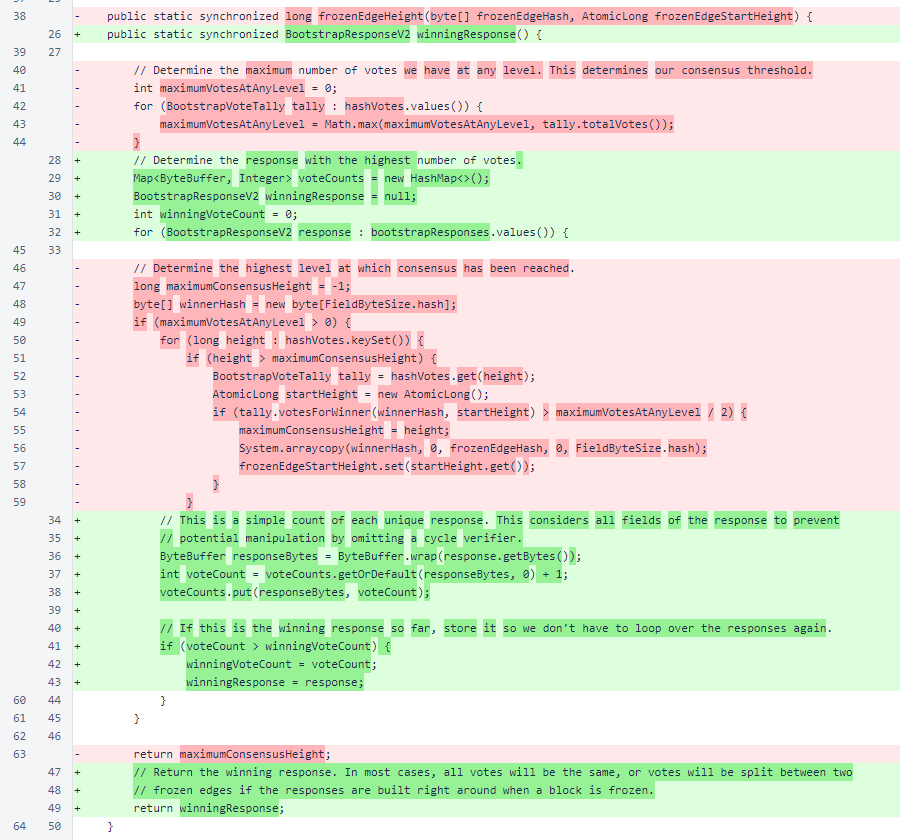 38 - public static synchronized long frozenEdgeHeight(byte[] frozenEdgeHash, AtomicLong frozenEdgeStartHeight) {
26 + public static synchronized BootstrapResponseV2 winningResponse() {
39 27
40 - // Determine the maximum number of votes we have at any level. This determines our consensus threshold.
41 - int maximumVotesAtAnyLevel = 0;
42 - for (BootstrapVoteTally tally : hashVotes.values()) {
43 - maximumVotesAtAnyLevel = Math.max(maximumVotesAtAnyLevel, tally.totalVotes());
44 - }
28 + // Determine the response with the highest number of votes.
29 + Map<ByteBuffer, Integer> voteCounts = new HashMap<>();
30 + BootstrapResponseV2 winningResponse = null;
31 + int winningVoteCount = 0;
32 + for (BootstrapResponseV2 response : bootstrapResponses.values()) {
45 33
46 - // Determine the highest level at which consensus has been reached.
47 - long maximumConsensusHeight = -1;
48 - byte[] winnerHash = new byte[FieldByteSize.hash];
49 - if (maximumVotesAtAnyLevel > 0) {
50 - for (long height : hashVotes.keySet()) {
51 - if (height > maximumConsensusHeight) {
52 - BootstrapVoteTally tally = hashVotes.get(height);
53 - AtomicLong startHeight = new AtomicLong();
54 - if (tally.votesForWinner(winnerHash, startHeight) > maximumVotesAtAnyLevel / 2) {
55 - maximumConsensusHeight = height;
56 - System.arraycopy(winnerHash, 0, frozenEdgeHash, 0, FieldByteSize.hash);
57 - frozenEdgeStartHeight.set(startHeight.get());
58 - }
59 - }
34 + // This is a simple count of each unique response. This considers all fields of the response to prevent
35 + // potential manipulation by omitting a cycle verifier.
36 + ByteBuffer responseBytes = ByteBuffer.wrap(response.getBytes());
37 + int voteCount = voteCounts.getOrDefault(responseBytes, 0) + 1;
38 + voteCounts.put(responseBytes, voteCount);
39 +
40 + // If this is the winning response so far, store it so we don't have to loop over the responses again.
41 + if (voteCount > winningVoteCount) {
42 + winningVoteCount = voteCount;
43 + winningResponse = response;
60 44 }
61 45 }
62 46
63 - return maximumConsensusHeight;
47 + // Return the winning response. In most cases, all votes will be the same, or votes will be split between two
48 + // frozen edges if the responses are built right around when a block is frozen.
49 + return winningResponse;
64 50 }